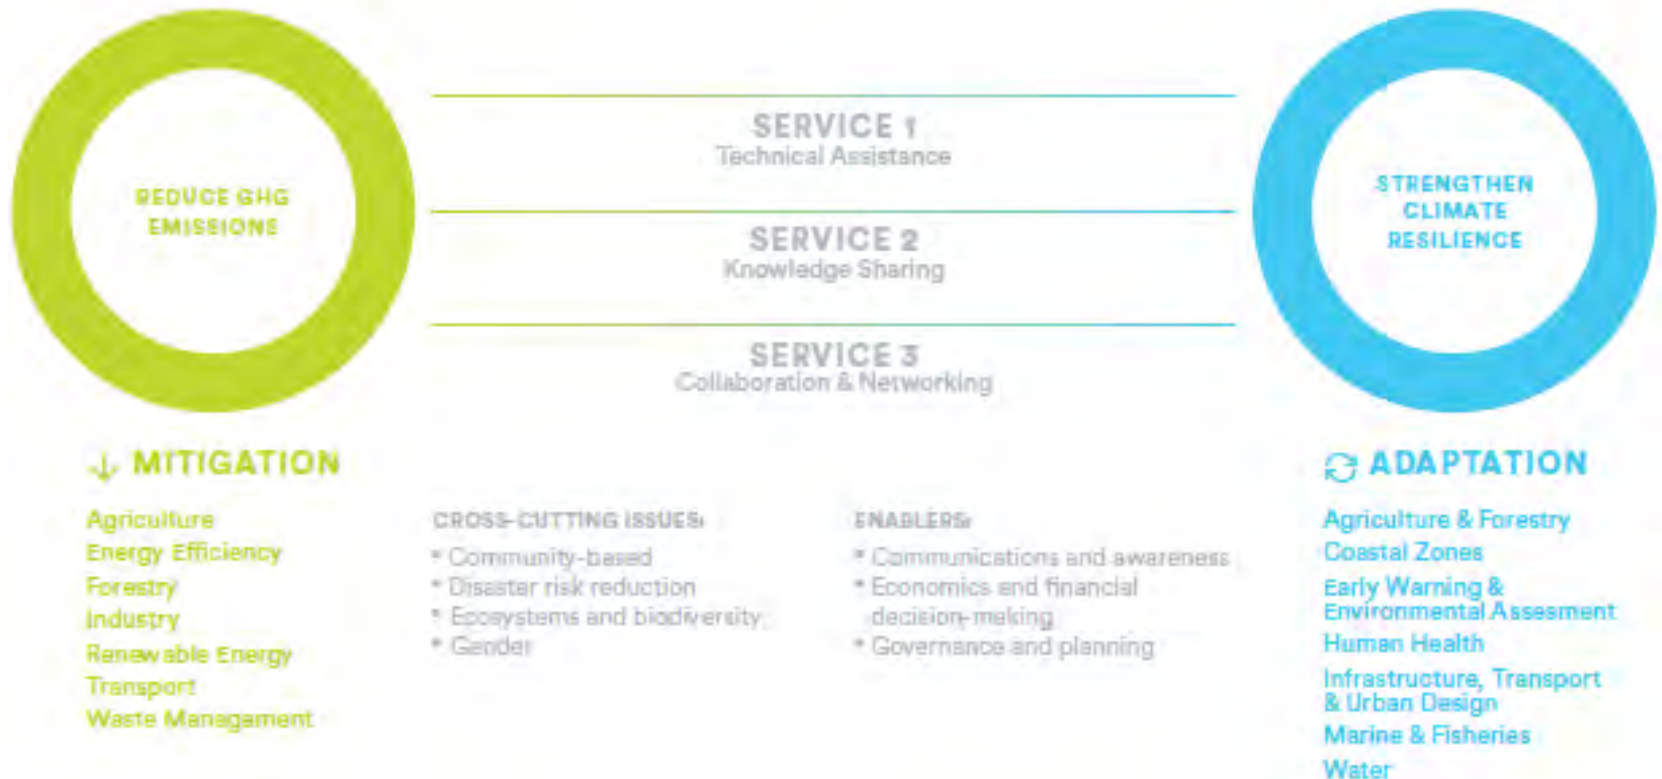 REDUCE GHG
EMISSIONS
SERVICE 1
Technical Assistance
SERVICE 2
Knowledge Sharing
SERVICE 3
Collaboration & Networking
STRENGTHEN
CLIMATE
RESILIENCE
MITIGATION
Agriculture
Energy Efficiency
Forestry
Industry
Renewable Energy
Transport
Waste Management
CROSS-CUTTING ISSUES:
* Community-based
* Disaster risk reduction
* Ecosystems and biodiversity
* Gender
ENABLERS:
* Communications and awareness
* Economics and financial
decision-making
* Governance and planning
ADAPTATION
Agriculture & Forestry
Coastal Zones
Early Warning &
Environmental Assesment
Human Health
Infrastructure, Transport
& Urban Design
Marine & Fisheries
Water